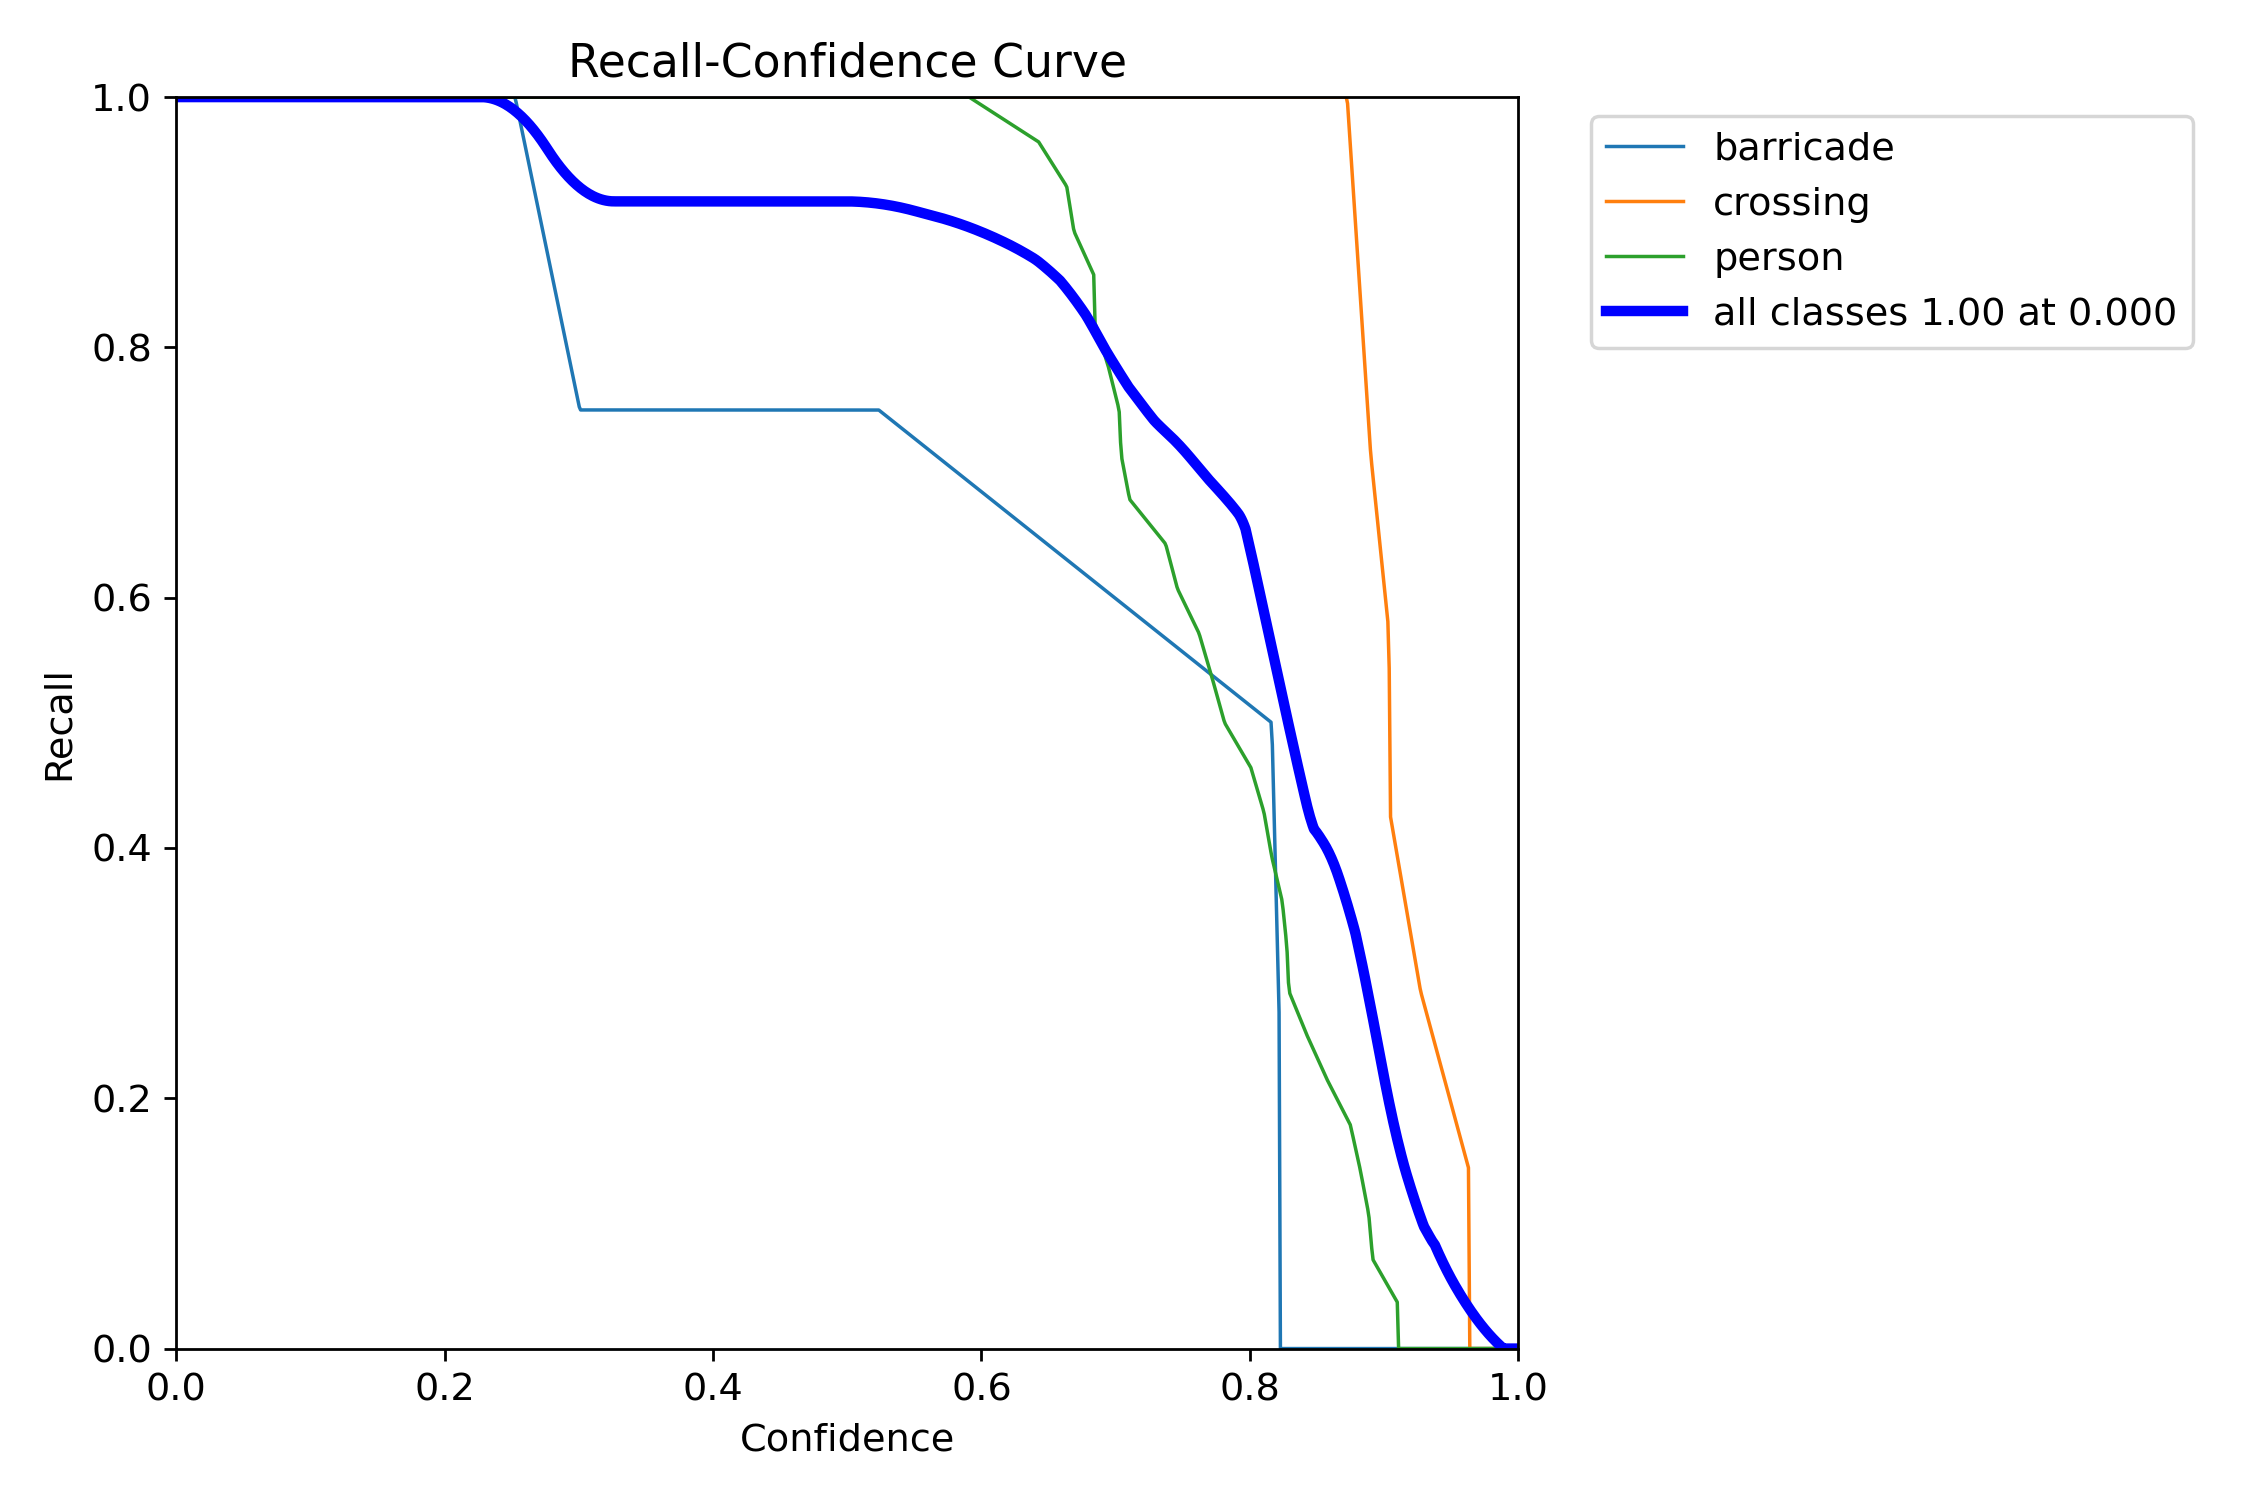 Recall-Confidence Curve
1.0
0.8
0.6
0.4
0.2
0.0
Recall
0.0 0.2 0.4 0.6 0.8 1.0
Confidence
barricade
crossing
person
all classes 1.00 at 0.000